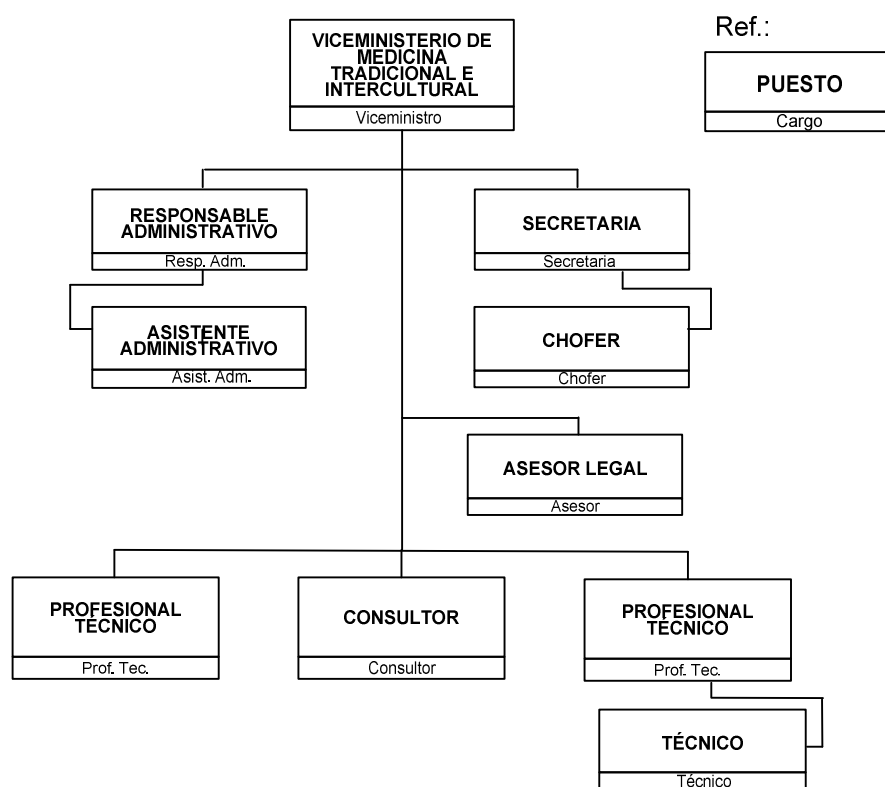 Ref.:
VICEMINISTERIO DE
MEDICINA
TRADICIONAL E
INTERCULTURAL
Viceministro
PUESTO
Cargo
RESPONSABLE
ADMINISTRATIVO
Resp. Adm.
SECRETARIA
Secretaria
ASISTENTE
ADMINISTRATIVO
Asist. Adm.
CHOFER
Chofer
ASESOR LEGAL
Asesor
PROFESIONAL
TÉCNICO
Prof. Tec.
CONSULTOR
Consultor
PROFESIONAL
TÉCNICO
Prof. Tec.
TÉCNICO
Técnico